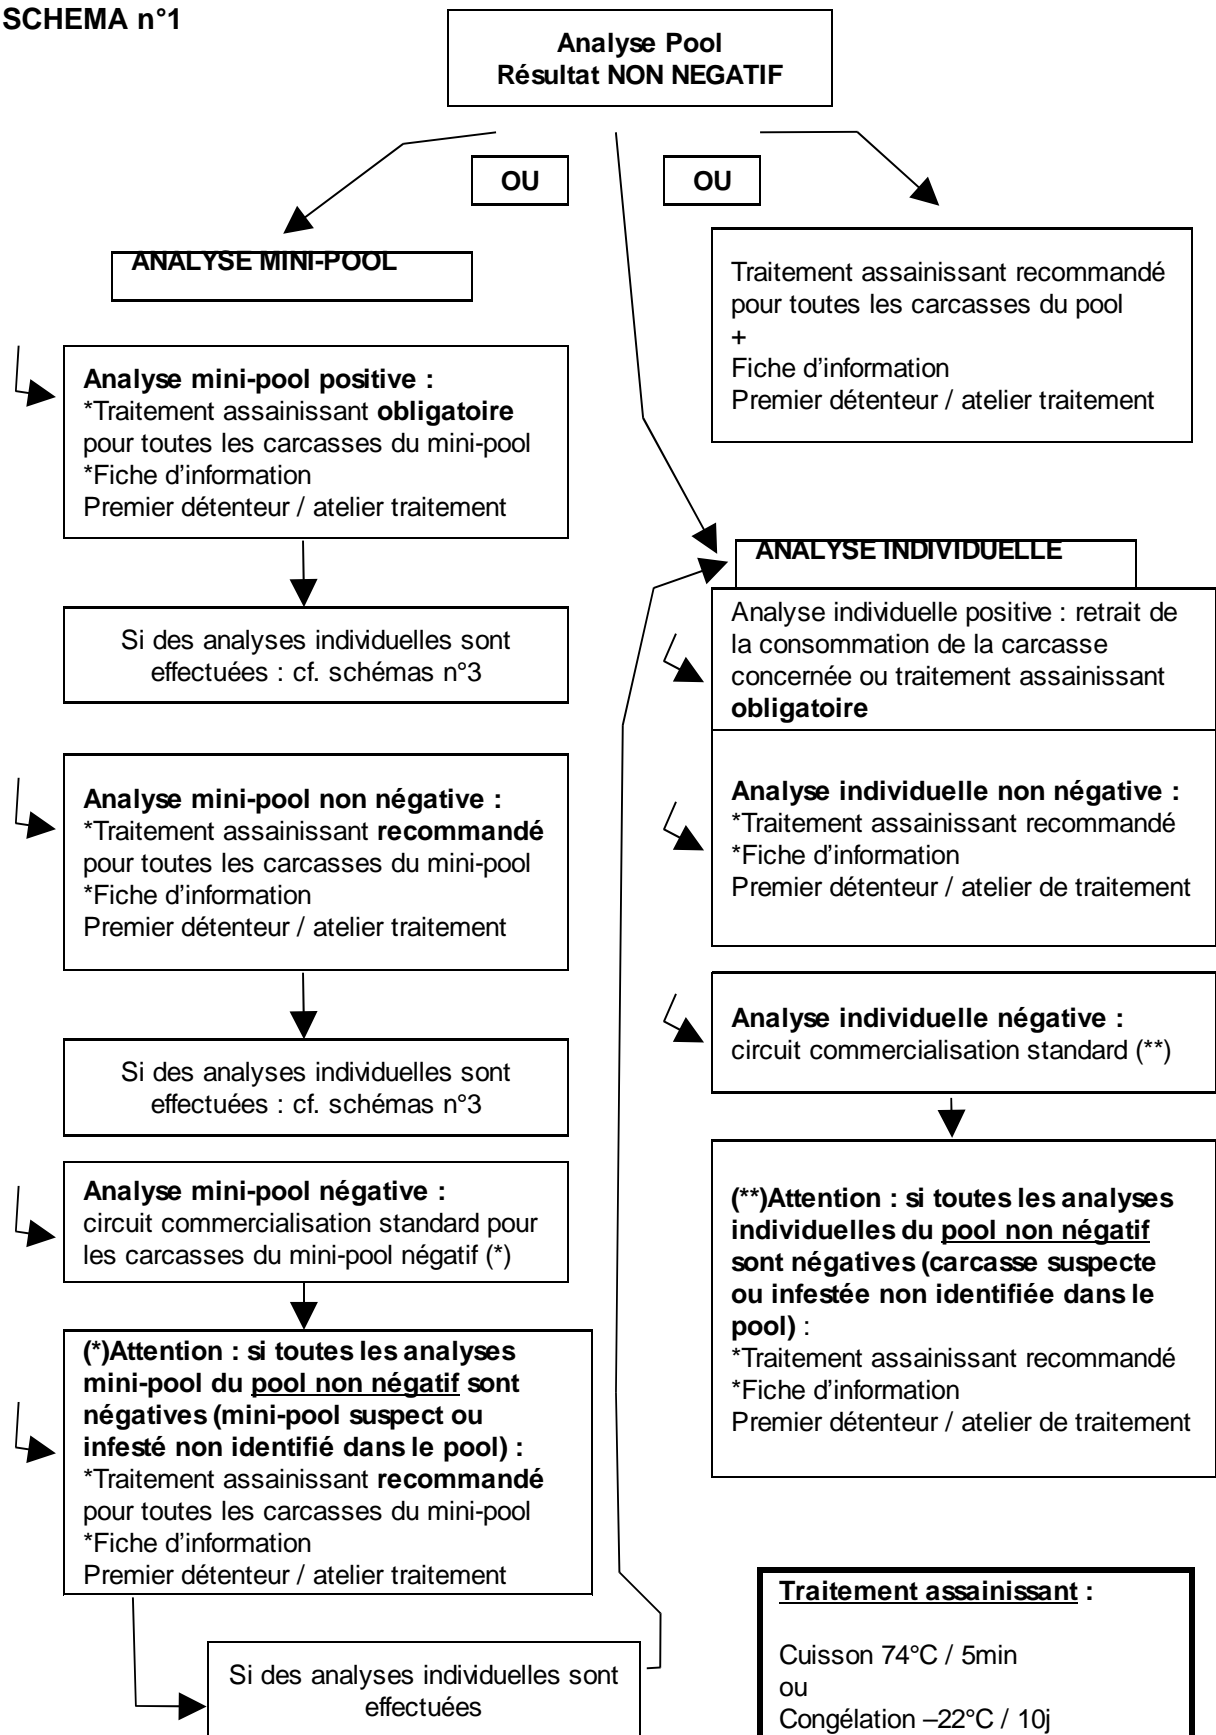 SCHEMA n°1
Analyse Pool
Résultat NON NEGATIF
OU
OU
ANALYSE MINI-POOL
Analyse mini-pool positive :
*Traitement assainissant obligatoire
pour toutes les carcasses du mini-pool
*Fiche d'information
Premier détenteur / atelier traitement
Si des analyses individuelles sont
effectuées : cf. schémas n°3
Analyse mini-pool non négative :
*Traitement assainissant recommandé
pour toutes les carcasses du mini-pool
*Fiche d'information
Premier détenteur / atelier traitement
Si des analyses individuelles sont
effectuées : cf. schémas n°3
Analyse mini-pool négative :
circuit commercialisation standard pour
les carcasses du mini-pool négatif (*)
(*)Attention : si toutes les analyses
mini-pool du pool non négatif sont
négatives (mini-pool suspect ou
infesté non identifié dans le pool) :
*Traitement assainissant recommandé
pour toutes les carcasses du mini-pool
*Fiche d'information
Premier détenteur / atelier traitement
Si des analyses individuelles sont
effectuées
Traitement assainissant recommandé
pour toutes les carcasses du pool
+
Fiche d'information
Premier détenteur / atelier traitement
ANALYSE INDIVIDUELLE
Analyse individuelle positive : retrait de
la consommation de la carcasse
concernée ou traitement assainissant
obligatoire
Analyse individuelle non négative :
*Traitement assainissant recommandé
*Fiche d'information
Premier détenteur / atelier de traitement
Analyse individuelle négative :
circuit commercialisation standard (**)
(**)Attention : si toutes les analyses
individuelles du pool non négatif
sont négatives (carcasse suspecte
ou infestée non identifiée dans le
pool) :
*Traitement assainissant recommandé
*Fiche d'information
Premier détenteur / atelier de traitement
Traitement assainissant :
Cuisson 74°C / 5min
ou
Congélation –22°C / 10j